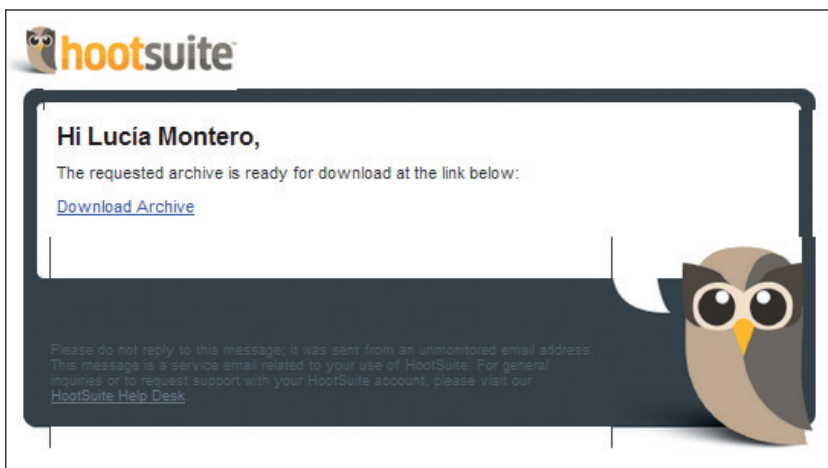 hootsuite™
Hi Lucía Montero,
The requested archive is ready for download at the link below:
Download Archive
Please do not reply to this message; it was sent from an unmonitored email address.
This message is a service email related to your use of HootSuite. For general
inquiries or to request support with your HootSuite account, please visit our
HootSuite Help Desk.